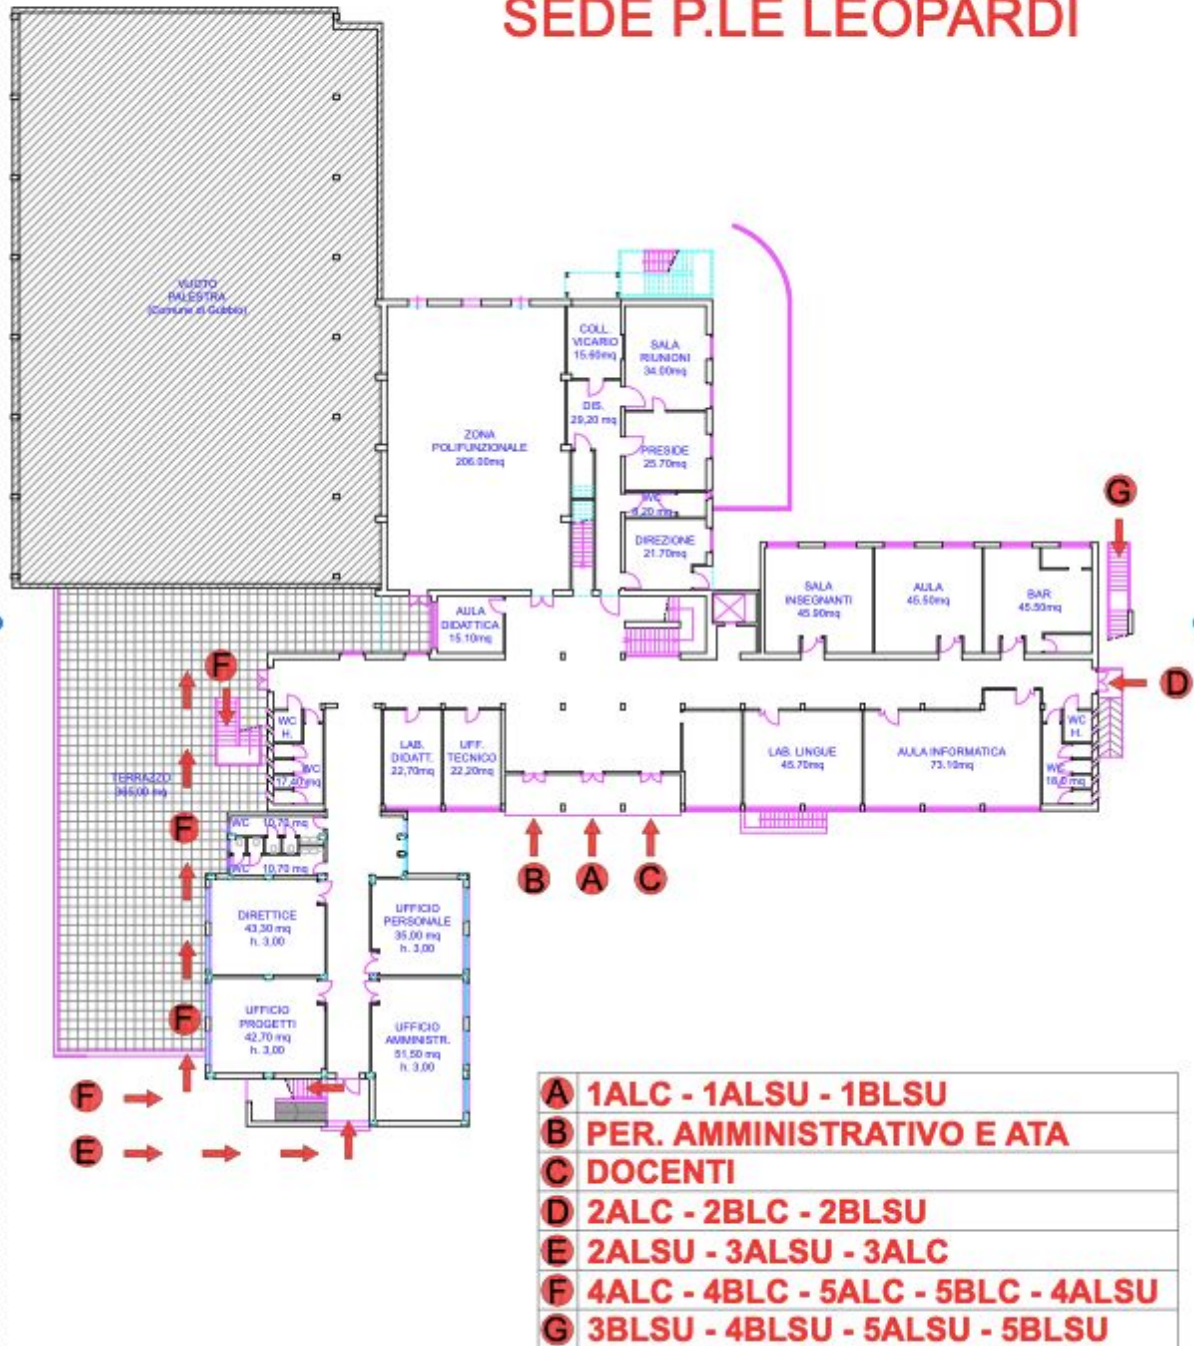 SEDE P.LE LEOPARDI
VUOTO
PALESTRA
(Comune di Gubbio)
COLL.
VICARIO
15.60mq
SALA
RIUNIONI
34.00mq
DIS.
29,20 mq
ZONA
POLIFUNZIONALE
206.00mq
PRESIDE
25.70mq
WC
6,20 mq
DIREZIONE
21.70mq
G
SALA
INSEGNANTI
45.90mq
AULA
45.50mq
BAR
45.50mq
AULA
DIDATTICA
15.10mq
F
D
WC
H.
WC
17,40mq
LAB.
DIDATT.
22,70mq
UFF.
TECNICO
22,20mq
LAB. LINGUE
45.70mq
AULA INFORMATICA
73.10mq
WC
H.
WC
TERRAZZO
365,00 mq
F
WC 10,70 mq
WC 10,70 mq
B
A
C
DIRETTICE
43,30 mq
h. 3,00
UFFICIO
PERSONALE
35,00 mq
h. 3,00
F
UFFICIO
PROGETTI
42,70 mq
h. 3,00
UFFICIO
AMMINISTR.
51,50 mq
h. 3,00
F
E
A 1ALC - 1ALSU - 1BLSU
B PER. AMMINISTRATIVO E ATA
C DOCENTI
D 2ALC - 2BLC - 2BLSU
E 2ALSU - 3ALSU - 3ALC
F 4ALC - 4BLC - 5ALC - 5BLC - 4ALSU
G 3BLSU - 4BLSU - 5ALSU - 5BLSU